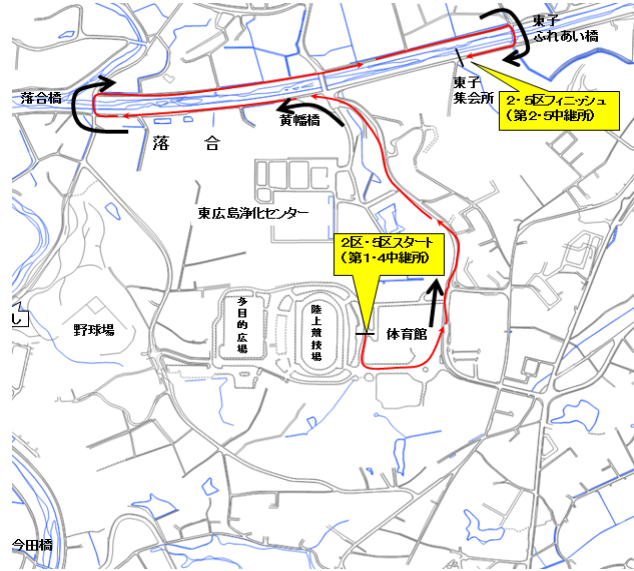 東子
ふれあい橋
落合橋
東子
集会所
2・5区フィニッシュ
(第2・5中継所)
黄幡橋
落 合
東広島浄化センター
2区・5区スタート
(第1・4中継所)
多目的広場
陸上競技場
体育館
野球場
し
今田橋